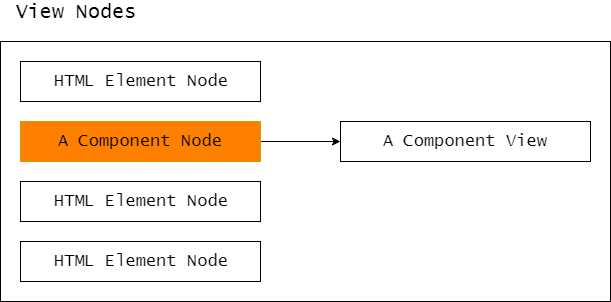 View Nodes
HTML Element Node
A Component Node
A Component View
HTML Element Node
HTML Element Node